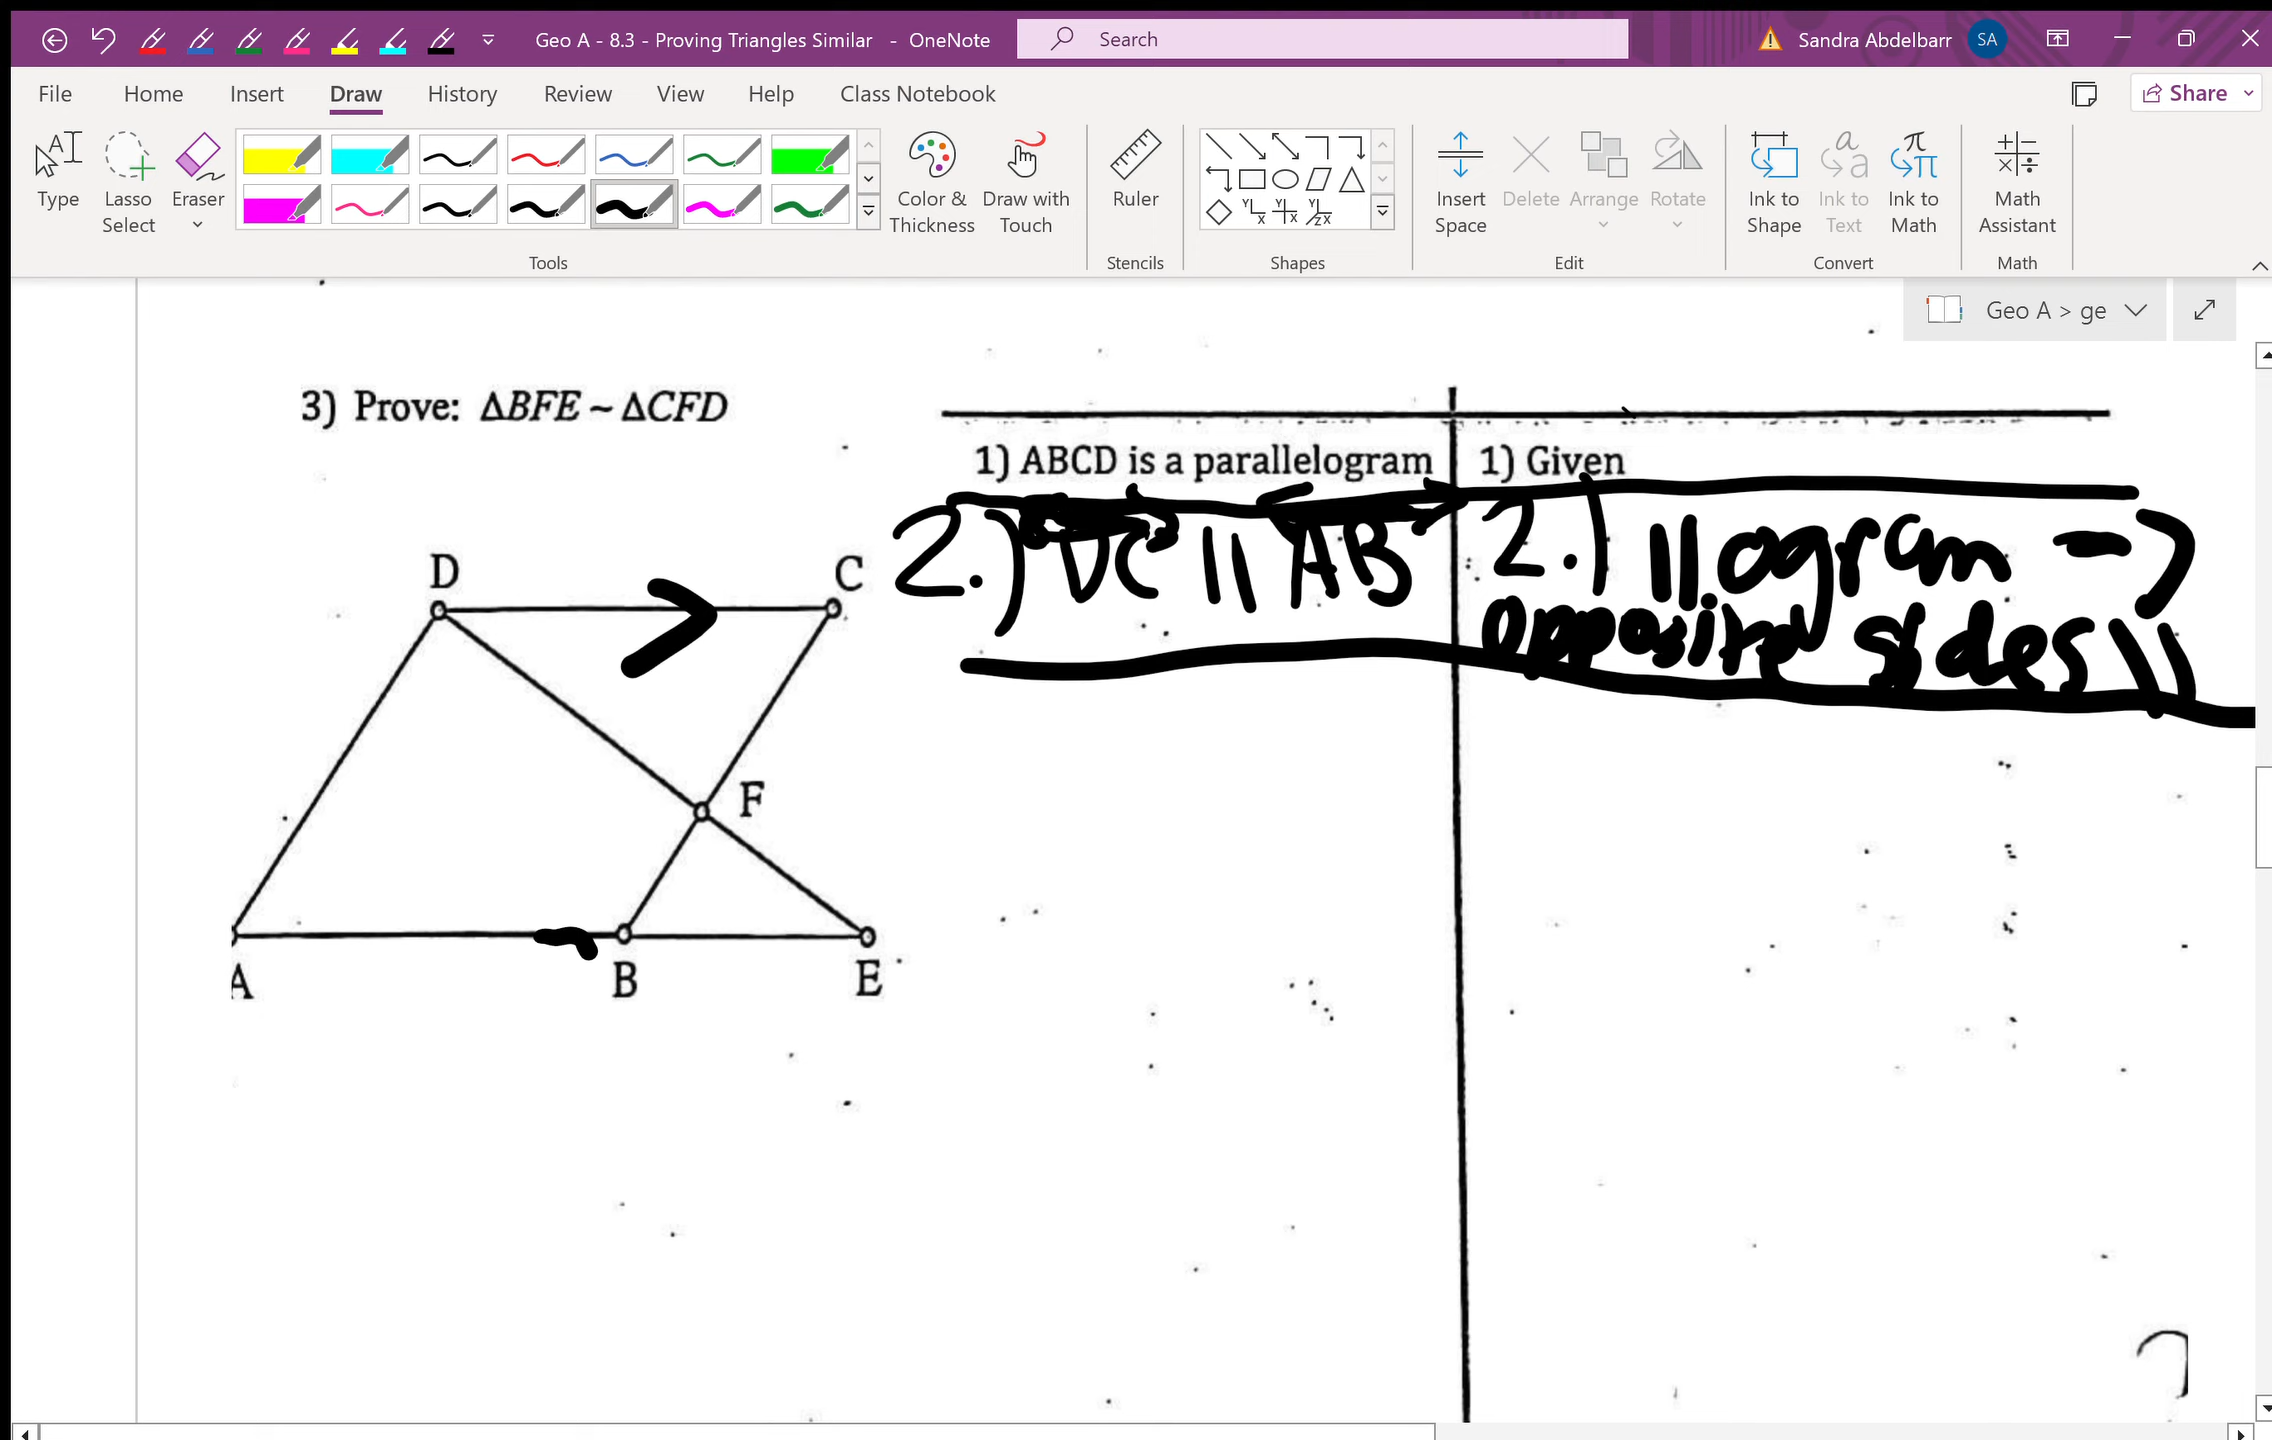 Geo A - 8.3 - Proving Triangles Similar - OneNote
Search
Sandra Abdelbarr SA
File Home Insert Draw History Review View Help Class Notebook
Share
Type
Lasso Select
Eraser
Color & Thickness
Draw with Touch
Ruler
Insert Space
Delete
Arrange
Rotate
Ink to Shape
Ink to Text
Ink to Math
Math Assistant
Tools
Stencils
Shapes
Edit
Convert
Math
Geo A > ge
3) Prove: ΔBFE ~ ΔCFD
1) ABCD is a parallelogram
1) Given
2.) DC || AB
2.) ||ogram →
opposite sides ||
D
C
F
A
B
E